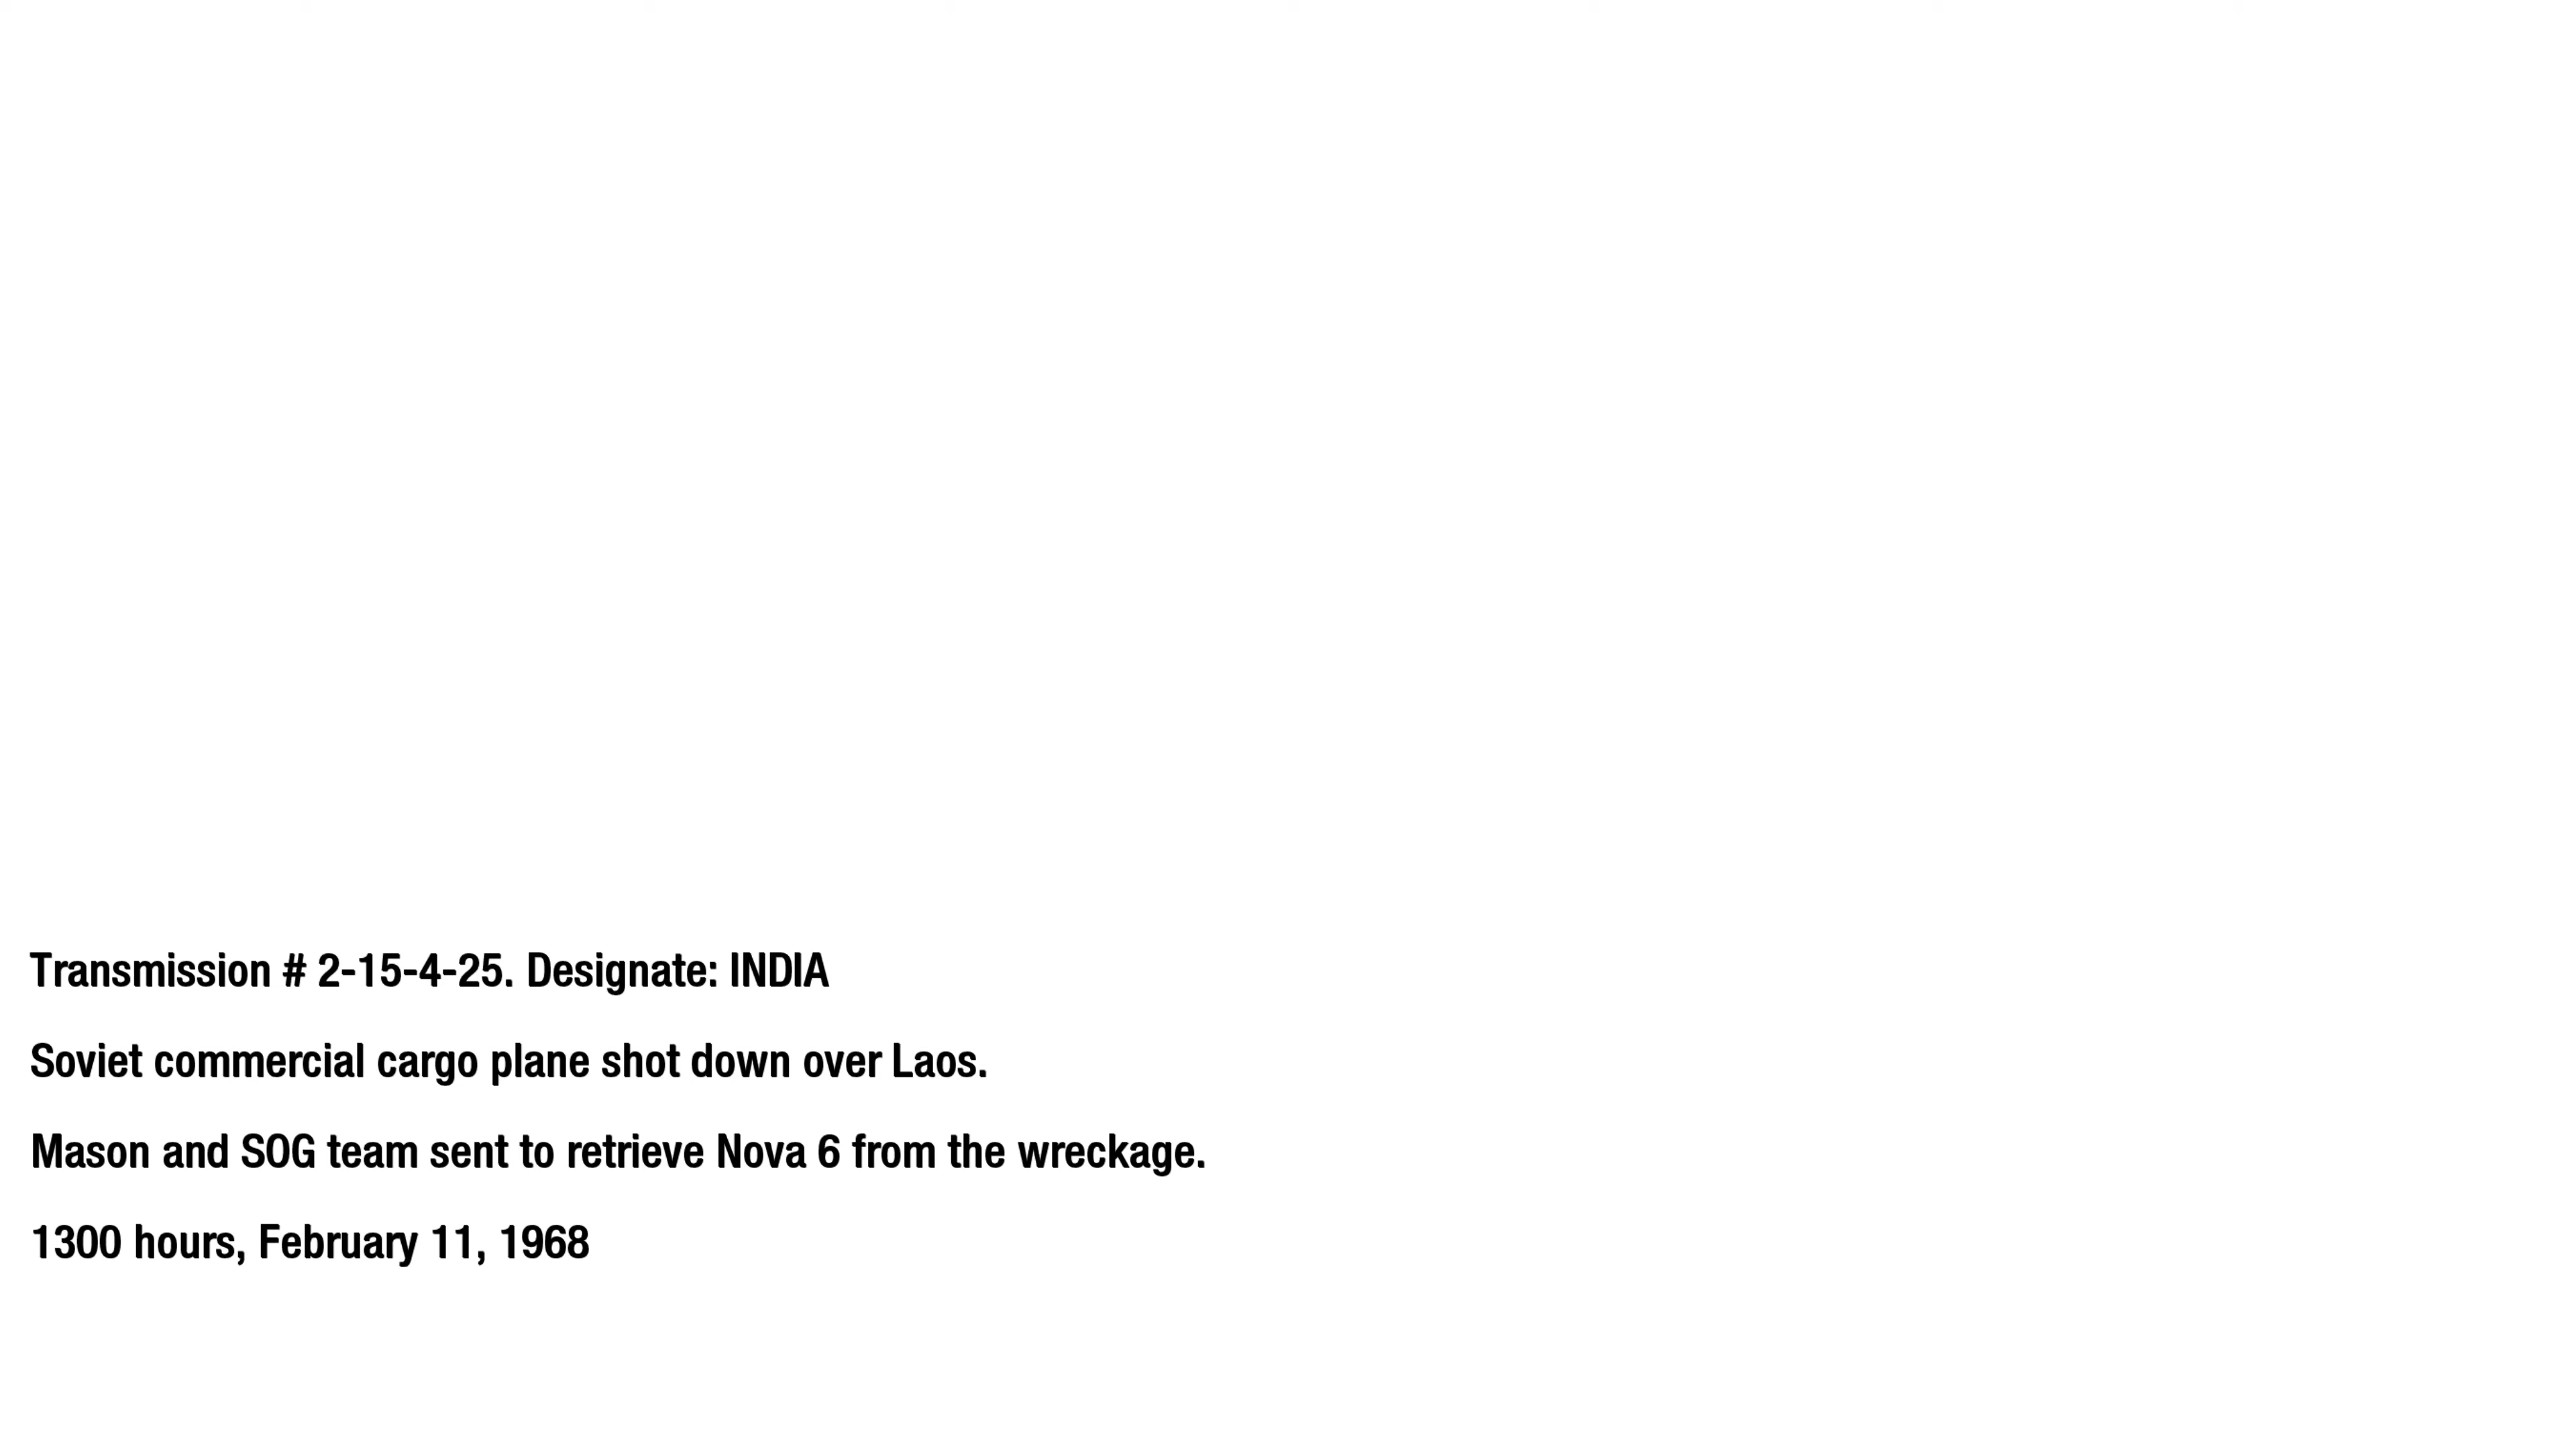 Transmission # 2-15-4-25. Designate: INDIA
Soviet commercial cargo plane shot down over Laos.
Mason and SOG team sent to retrieve Nova 6 from the wreckage.
1300 hours, February 11, 1968